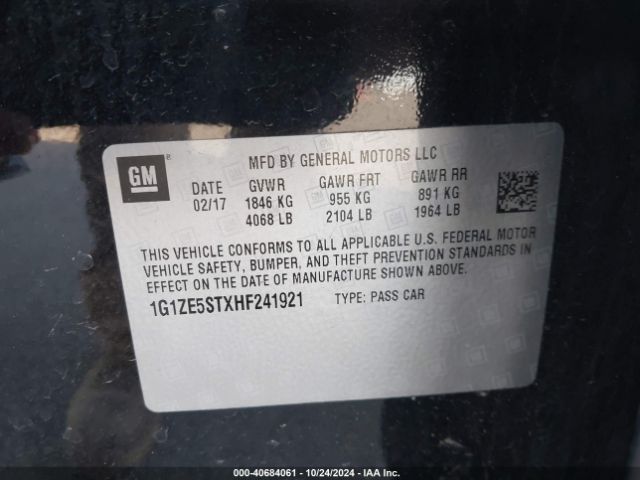 GM ®
MFD BY GENERAL MOTORS LLC
DATE GVWR GAWR FRT GAWR RR
02/17 1846 KG 955 KG 891 KG
4068 LB 2104 LB 1964 LB
THIS VEHICLE CONFORMS TO ALL APPLICABLE U.S. FEDERAL MOTOR
VEHICLE SAFETY, BUMPER, AND THEFT PREVENTION STANDARDS IN
EFFECT ON THE DATE OF MANUFACTURE SHOWN ABOVE.
1G1ZE5STXHF241921 TYPE: PASS CAR
000-40684061 | 10/24/2024 | IAA Inc.